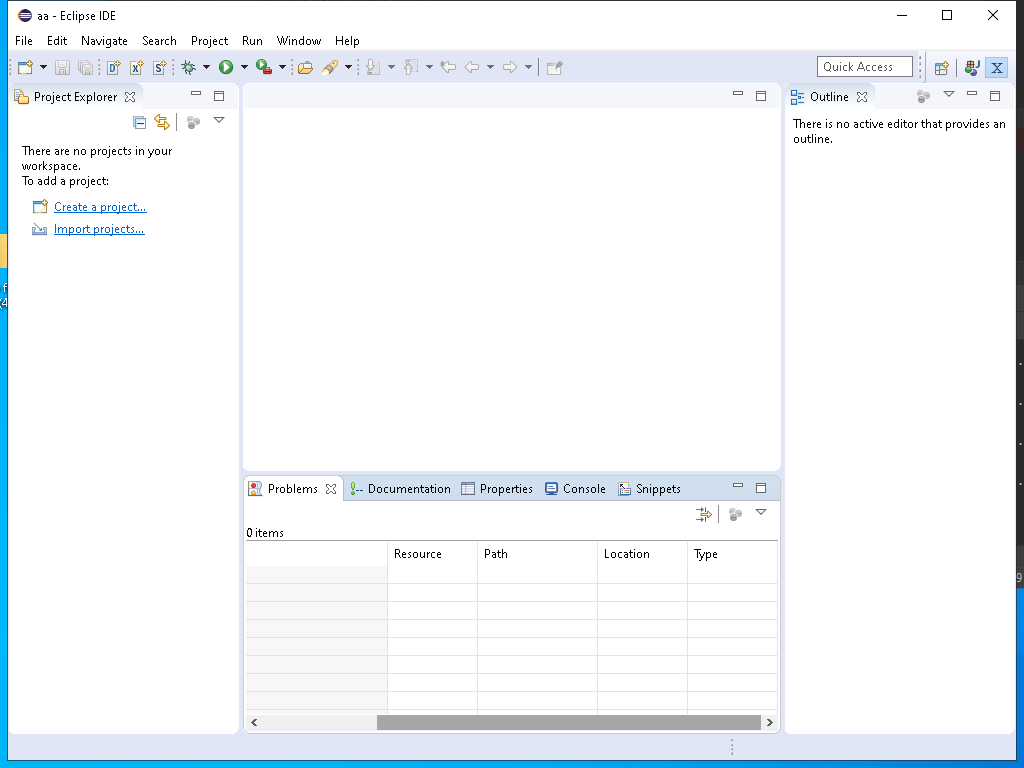 aa - Eclipse IDE
File Edit Navigate Search Project Run Window Help
Quick Access
Project Explorer
There are no projects in your
workspace.
To add a project:
Create a project...
Import projects...
Outline
There is no active editor that provides an
outline.
Problems Documentation Properties Console Snippets
0 items
Resource Path Location Type